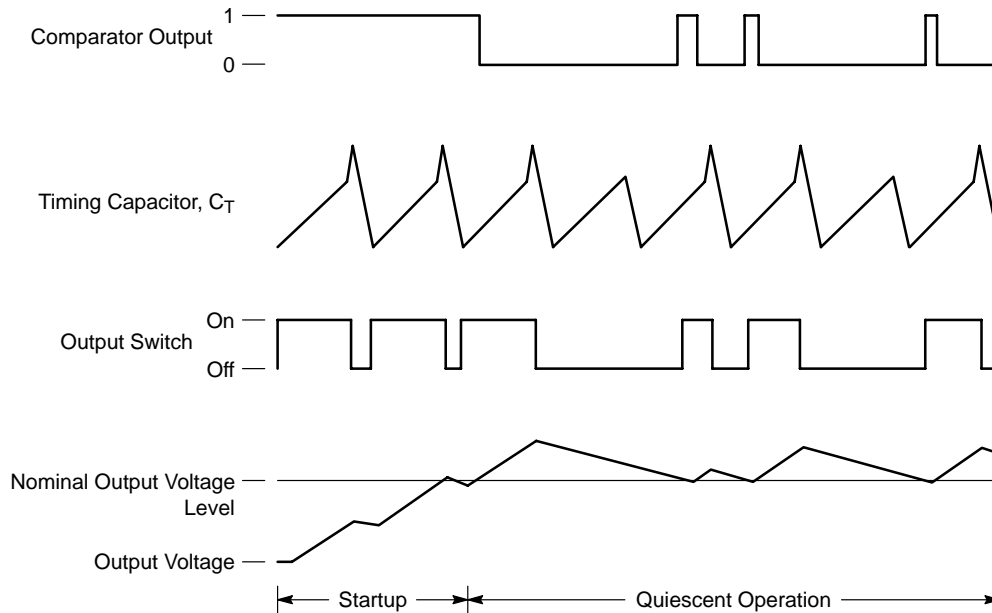 1
Comparator Output
0
Timing Capacitor, CT
On
Output Switch
Off
Nominal Output Voltage
Level
Output Voltage
Startup
Quiescent Operation